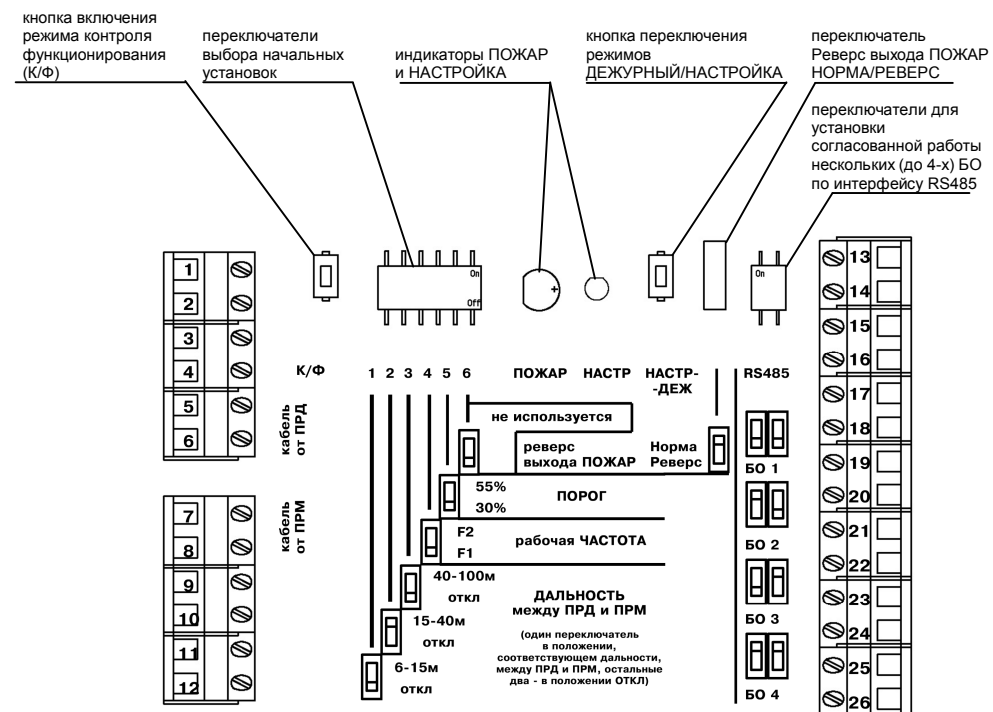 кнопка включения
режима контроля
функционирования
(К/Ф)
переключатели
выбора начальных
установок
индикаторы ПОЖАР
и НАСТРОЙКА
кнопка переключения
режимов
ДЕЖУРНЫЙ/НАСТРОЙКА
переключатель
Реверс выхода ПОЖАР
НОРМА/РЕВЕРС
переключатели для
установки
согласованной работы
нескольких (до 4-х) БО
по интерфейсу RS485
1
2
3
4
5
6
кабель
от ПРД
7
8
9
10
11
12
кабель
от ПРМ
On
Off
+
On
К/Ф
1 2 3 4 5 6
ПОЖАР
НАСТР
НАСТР-
-ДЕЖ
RS485
не используется
реверс
выхода ПОЖАР
Норма
Реверс
55%
30%
ПОРОГ
F2
F1
рабочая ЧАСТОТА
40-100м
откл
15-40м
откл
6-15м
откл
ДАЛЬНОСТЬ
между ПРД и ПРМ
(один переключатель
в положении,
соответствующем дальности,
между ПРД и ПРМ, остальные
два - в положении ОТКЛ)
БО 1
БО 2
БО 3
БО 4
13
14
15
16
17
18
19
20
21
22
23
24
25
26